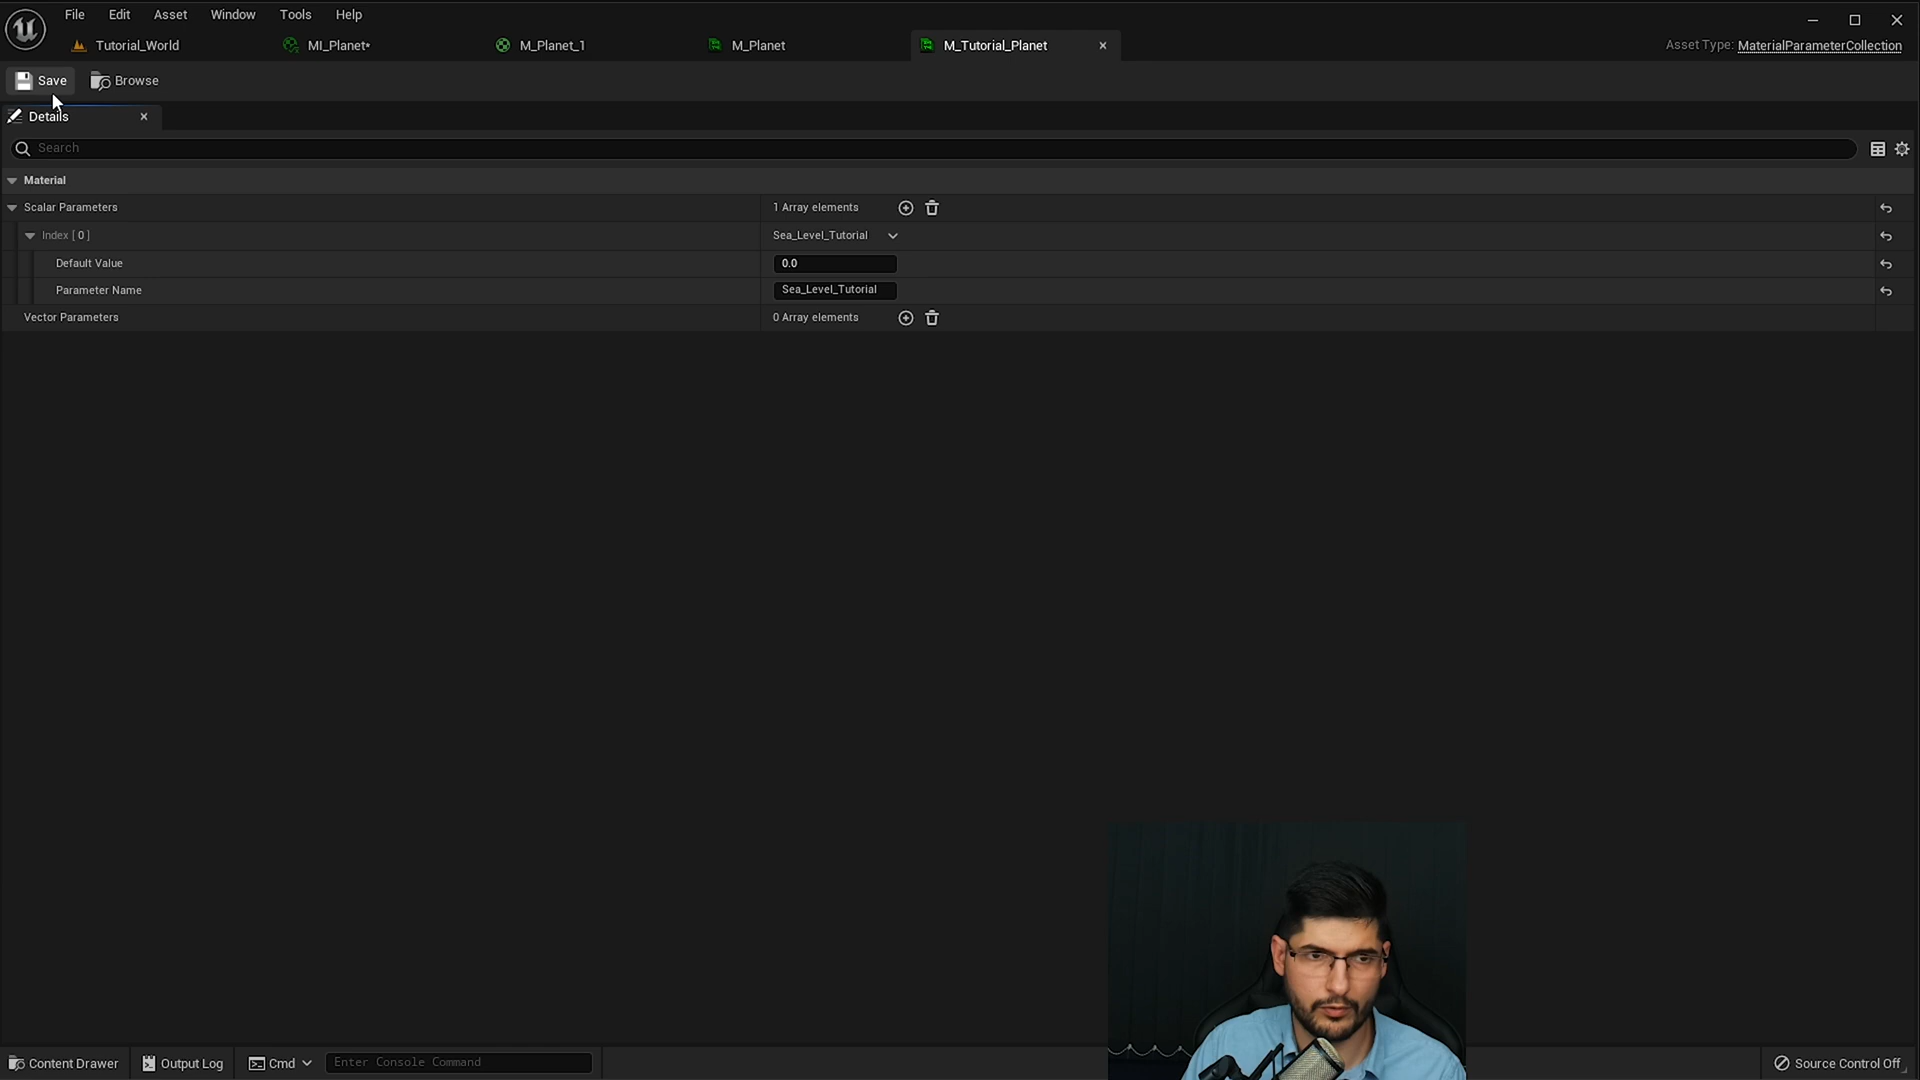 File Edit Asset Window Tools Help
Tutorial_World MI_Planet* M_Planet_1 M_Planet M_Tutorial_Planet Asset Type: MaterialParameterCollection
Save Browse
Details
Search
Material
Scalar Parameters 1 Array elements
Index [ 0 ] Sea_Level_Tutorial
Default Value 0.0
Parameter Name Sea_Level_Tutorial
Vector Parameters 0 Array elements
Content Drawer Output Log Cmd Enter Console Command Source Control Off